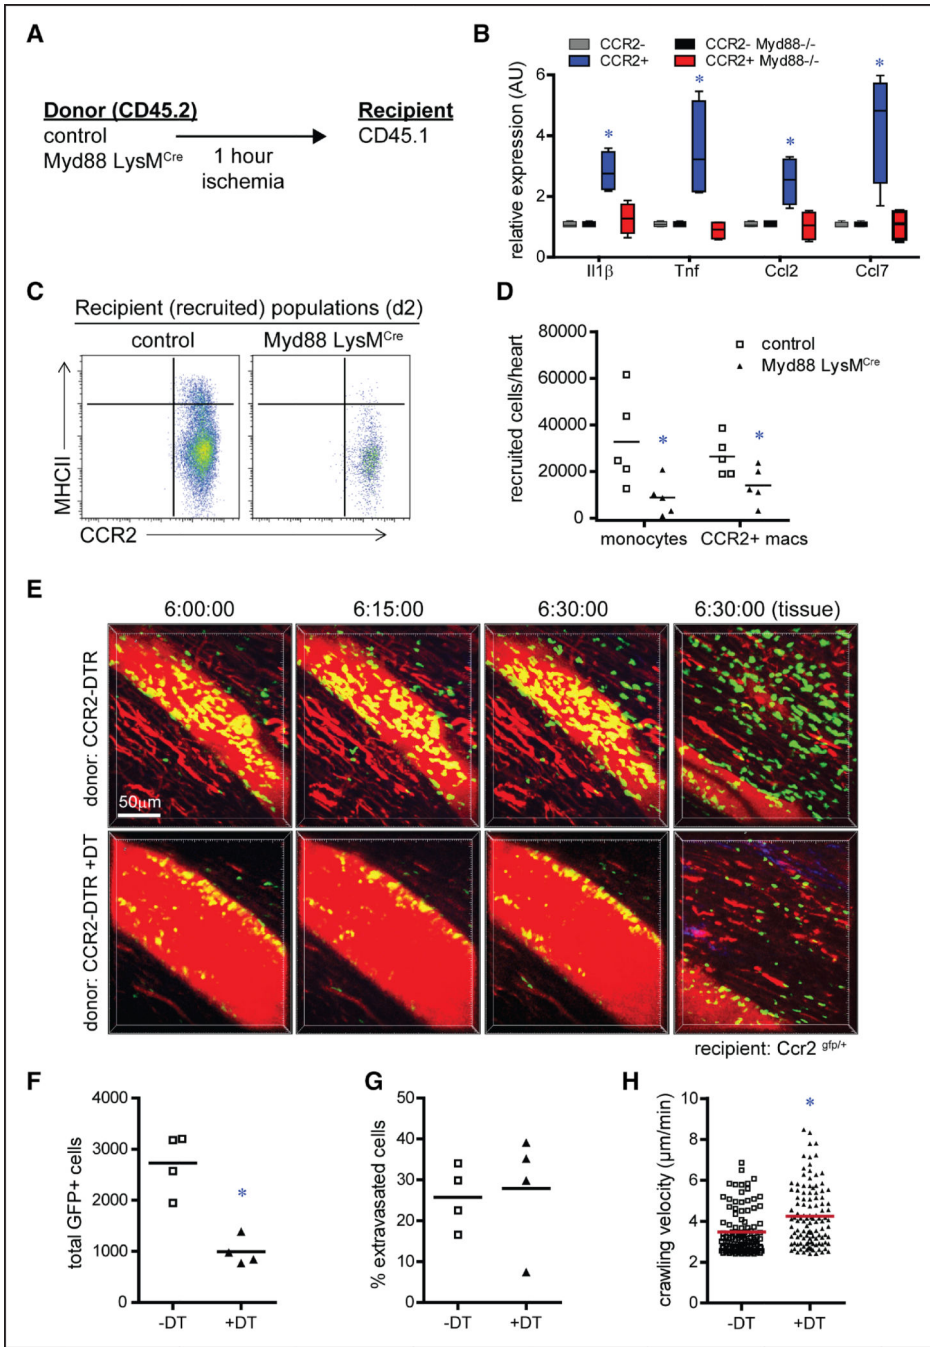 A
Donor (CD45.2)
control
Myd88 LysMCre
1 hour
ischemia
Recipient
CD45.1
B
CCR2-
CCR2+
CCR2- Myd88-/-
CCR2+ Myd88-/-
relative expression (AU)
6
4
2
0
*
*
*
*
Il1β
Tnf
Ccl2
Ccl7
C
Recipient (recruited) populations (d2)
control
Myd88 LysMCre
MHCII
CCR2
D
recruited cells/heart
80000
60000
40000
20000
0
control
Myd88 LysMCre
*
*
monocytes
CCR2+ macs
E
6:00:00
6:15:00
6:30:00
6:30:00 (tissue)
donor: CCR2-DTR
50μm
donor: CCR2-DTR +DT
recipient: Ccr2 gfp/+
F
total GFP+ cells
4000
3000
2000
1000
0
*
-DT
+DT
G
% extravasated cells
50
40
30
20
10
0
-DT
+DT
H
crawling velocity (μm/min)
10
8
6
4
2
0
*
-DT
+DT